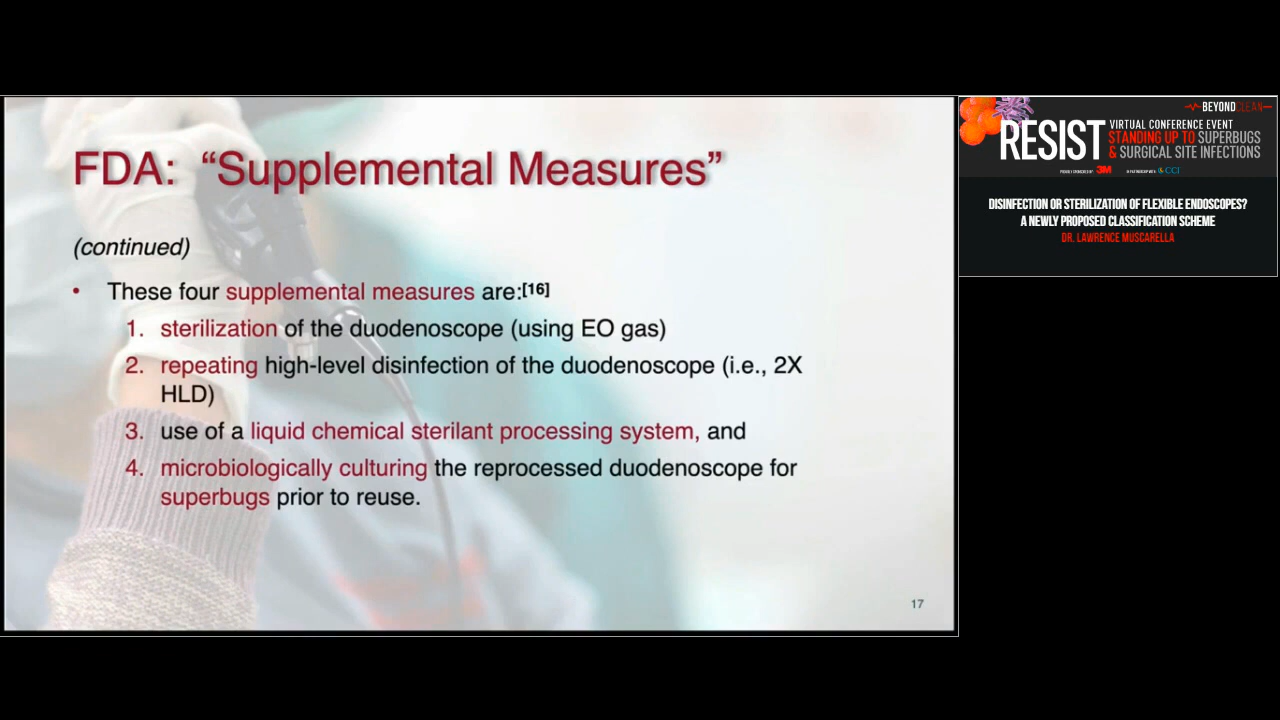 FDA: “Supplemental Measures”
(continued)
• These four supplemental measures are:[16]
1. sterilization of the duodenoscope (using EO gas)
2. repeating high-level disinfection of the duodenoscope (i.e., 2X
HLD)
3. use of a liquid chemical sterilant processing system, and
4. microbiologically culturing the reprocessed duodenoscope for
superbugs prior to reuse.
17
BEYONDCLEAN
RESIST
VIRTUAL CONFERENCE EVENT
STANDING UP TO SUPERBUGS
& SURGICAL SITE INFECTIONS
3M
CCI
DISINFECTION OR STERILIZATION OF FLEXIBLE ENDOSCOPES?
A NEWLY PROPOSED CLASSIFICATION SCHEME
DR. LAWRENCE MUSCARELLA